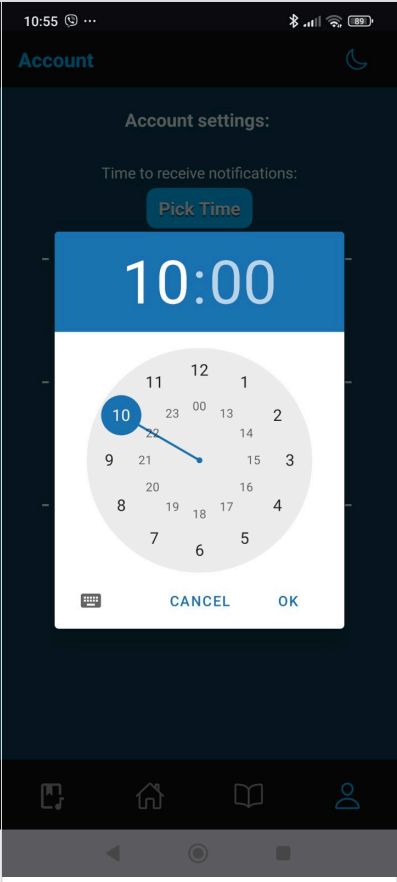 10:55 ... 89
Account
Account settings:
Time to receive notifications:
Pick Time
10:00
12
11 1
23 00 13
10 2
22 14
9 21 15 3
20 16
8 19 17 4
18
7 5
6
CANCEL OK